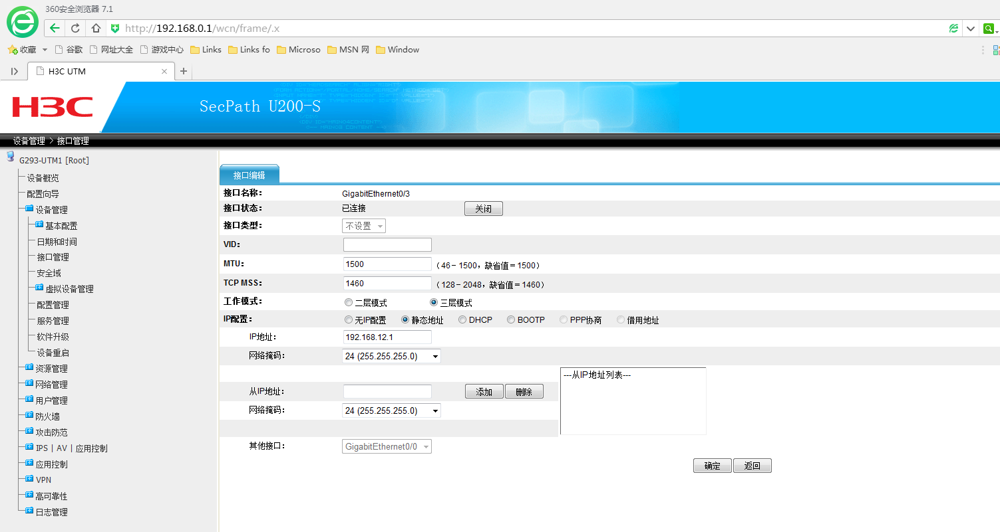 360安全浏览器 7.1
http://192.168.0.1/wcn/frame/.x
收藏 谷歌 网址大全 游戏中心 Links Links fo Microso MSN 网 Window
H3C UTM
H3C SecPath U200-S
设备管理 > 接口管理
G293-UTM1 [Root]
设备概览
配置向导
设备管理
基本配置
日期和时间
接口管理
安全域
虚拟设备管理
配置管理
服务管理
软件升级
设备重启
资源管理
网络管理
用户管理
防火墙
攻击防范
IPS | AV | 应用控制
应用控制
VPN
高可靠性
日志管理
接口编辑
接口名称: GigabitEthernet0/3
接口状态: 已连接 关闭
接口类型: 不设置
VID:
MTU: 1500 (46-1500,缺省值=1500)
TCP MSS: 1460 (128-2048,缺省值=1460)
工作模式: 二层模式 三层模式
IP配置: 无IP配置 静态地址 DHCP BOOTP PPP协商 借用地址
IP地址: 192.168.12.1
网络掩码: 24 (255.255.255.0)
---从IP地址列表---
从IP地址: 添加 删除
网络掩码: 24 (255.255.255.0)
其他接口: GigabitEthernet0/0
确定 返回